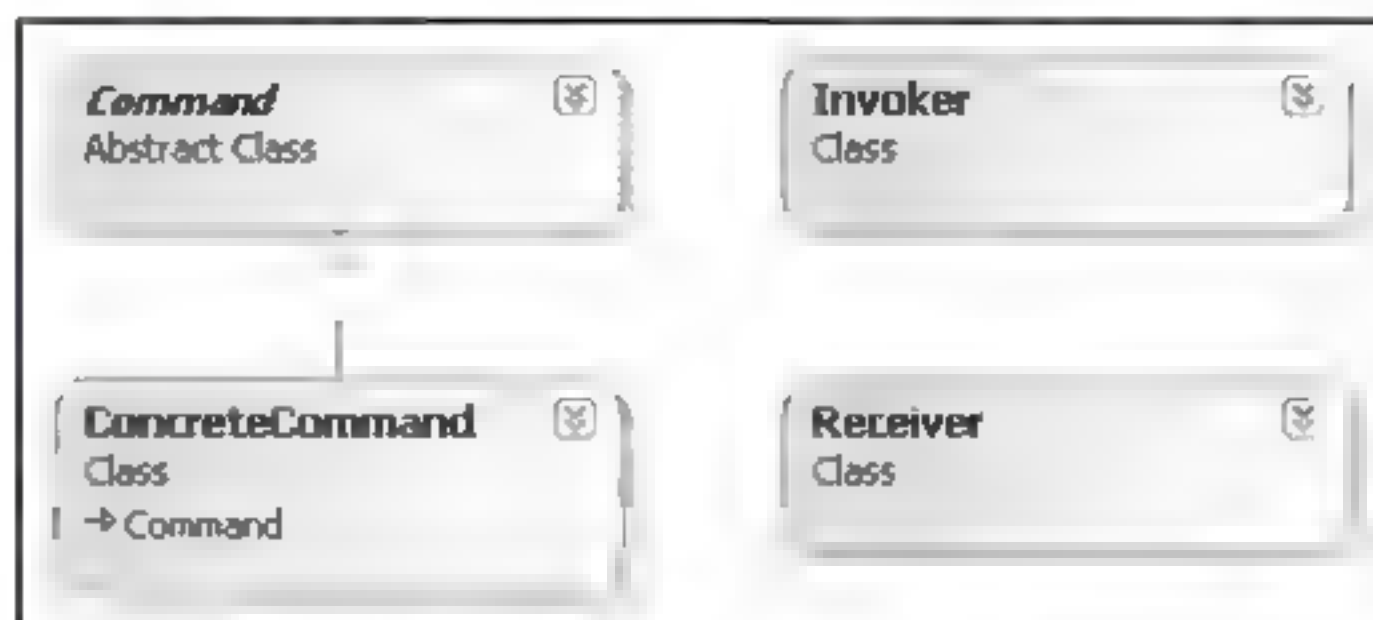 Command
Abstract Class
Invoker
Class
ConcreteCommand
Class
Command
Receiver
Class